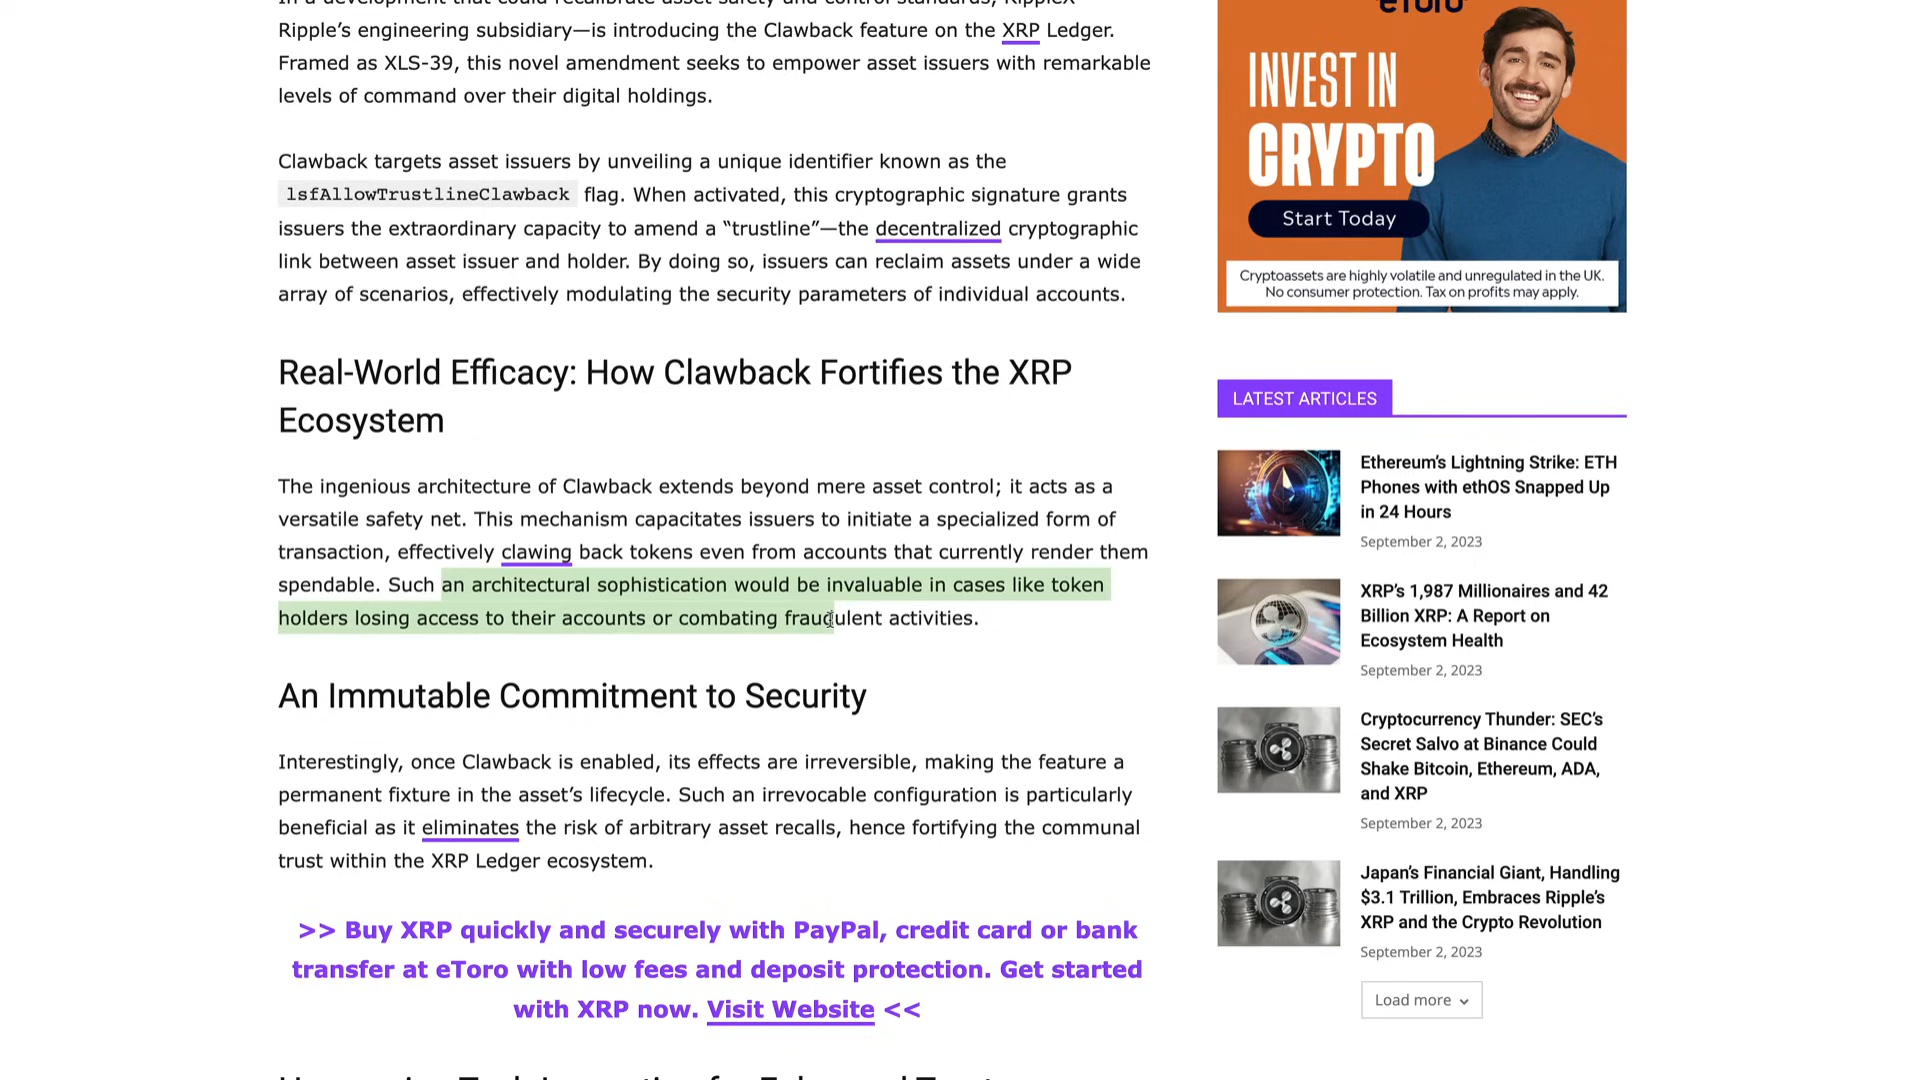 In a development that could recalibrate asset safety and control standards, RippleX—
Ripple’s engineering subsidiary—is introducing the Clawback feature on the XRP Ledger.
Framed as XLS-39, this novel amendment seeks to empower asset issuers with remarkable
levels of command over their digital holdings.
Clawback targets asset issuers by unveiling a unique identifier known as the
lsfAllowTrustlineClawback flag. When activated, this cryptographic signature grants
issuers the extraordinary capacity to amend a “trustline”—the decentralized cryptographic
link between asset issuer and holder. By doing so, issuers can reclaim assets under a wide
array of scenarios, effectively modulating the security parameters of individual accounts.
Real-World Efficacy: How Clawback Fortifies the XRP
Ecosystem
The ingenious architecture of Clawback extends beyond mere asset control; it acts as a
versatile safety net. This mechanism capacitates issuers to initiate a specialized form of
transaction, effectively clawing back tokens even from accounts that currently render them
spendable. Such an architectural sophistication would be invaluable in cases like token
holders losing access to their accounts or combating fraudulent activities.
An Immutable Commitment to Security
Interestingly, once Clawback is enabled, its effects are irreversible, making the feature a
permanent fixture in the asset’s lifecycle. Such an irrevocable configuration is particularly
beneficial as it eliminates the risk of arbitrary asset recalls, hence fortifying the communal
trust within the XRP Ledger ecosystem.
>> Buy XRP quickly and securely with PayPal, credit card or bank
transfer at eToro with low fees and deposit protection. Get started
with XRP now. Visit Website <<
eToro
INVEST IN
CRYPTO
Start Today
Cryptoassets are highly volatile and unregulated in the UK.
No consumer protection. Tax on profits may apply.
LATEST ARTICLES
Ethereum’s Lightning Strike: ETH
Phones with ethOS Snapped Up
in 24 Hours
September 2, 2023
XRP’s 1,987 Millionaires and 42
Billion XRP: A Report on
Ecosystem Health
September 2, 2023
Cryptocurrency Thunder: SEC’s
Secret Salvo at Binance Could
Shake Bitcoin, Ethereum, ADA,
and XRP
September 2, 2023
Japan’s Financial Giant, Handling
$3.1 Trillion, Embraces Ripple’s
XRP and the Crypto Revolution
September 2, 2023
Load more